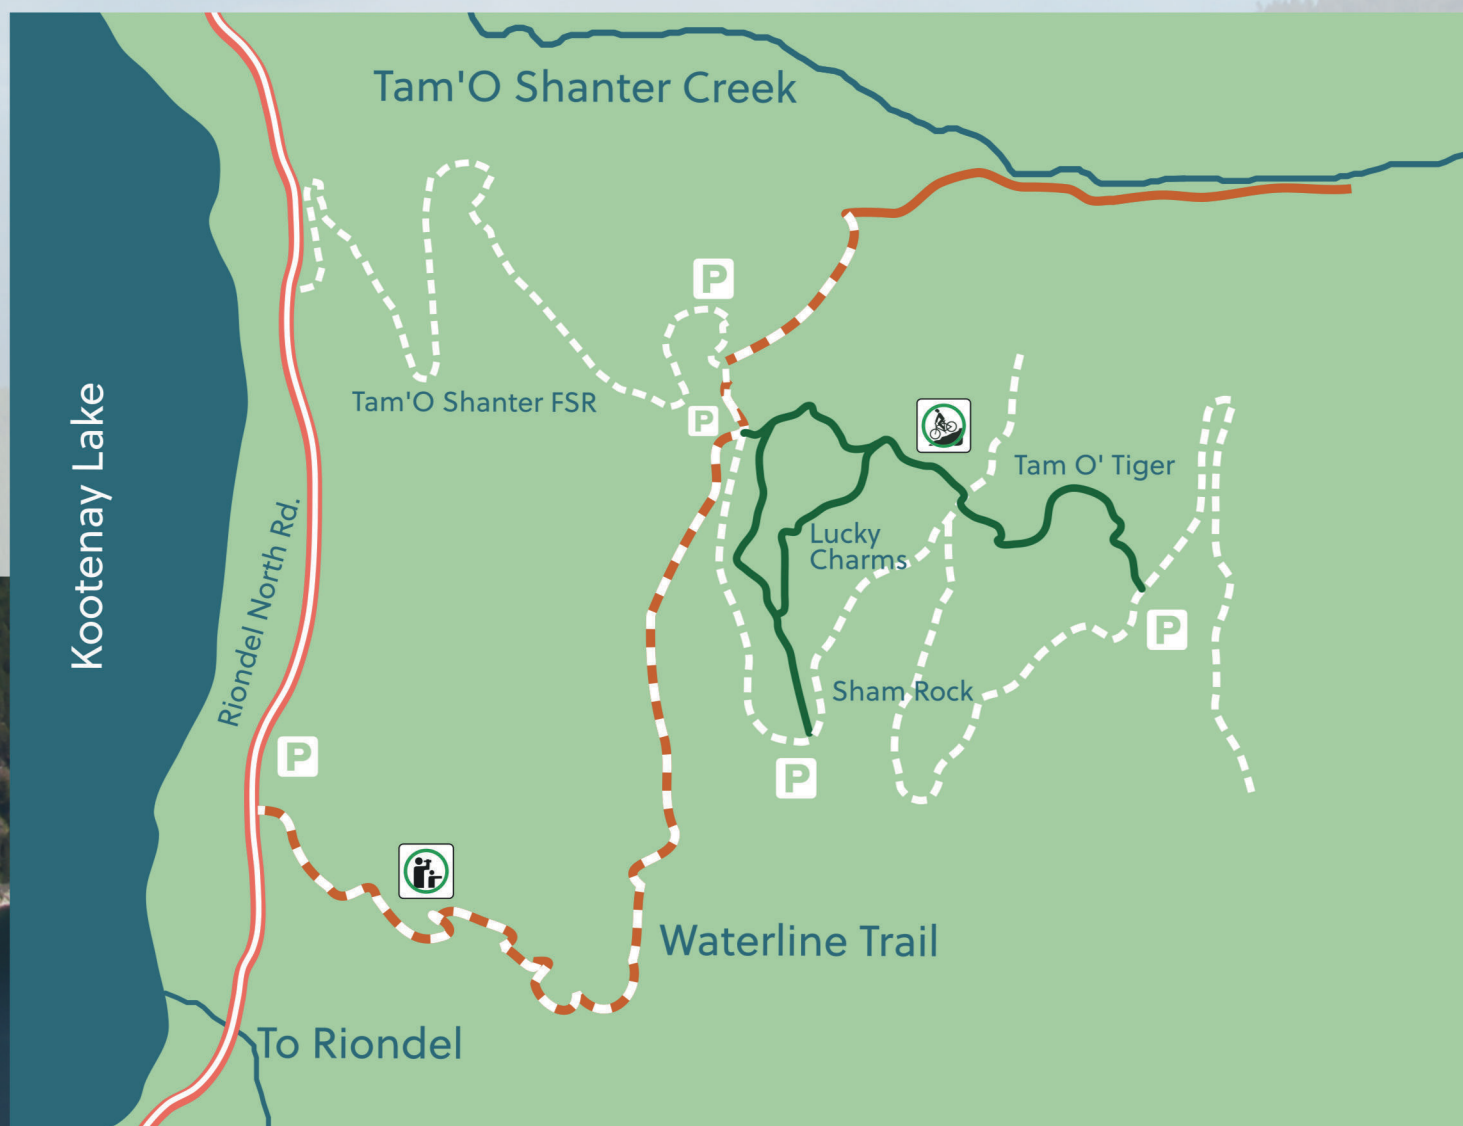 Tam'O Shanter Creek
P
Tam'O Shanter FSR
P
Kootenay Lake
Riondel North Rd.
Tam O' Tiger
Lucky
Charms
P
Sham Rock
P
P
Waterline Trail
To Riondel